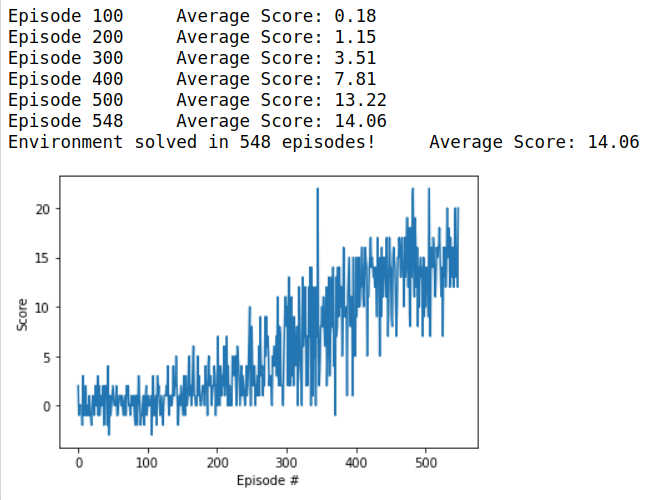 Episode 100     Average Score: 0.18
Episode 200     Average Score: 1.15
Episode 300     Average Score: 3.51
Episode 400     Average Score: 7.81
Episode 500     Average Score: 13.22
Episode 548     Average Score: 14.06
Environment solved in 548 episodes!     Average Score: 14.06
20
15
10
5
0
Score
0 100 200 300 400 500
Episode #